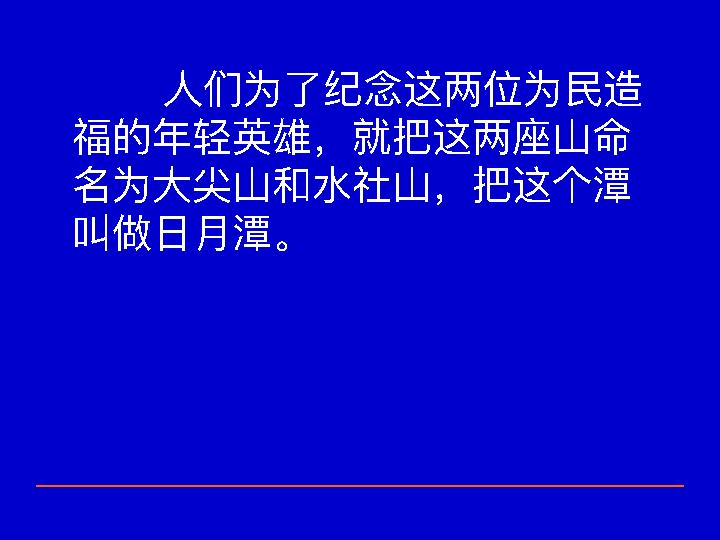 人们为了纪念这两位为民造
福的年轻英雄，就把这两座山命
名为大尖山和水社山，把这个潭
叫做日月潭。